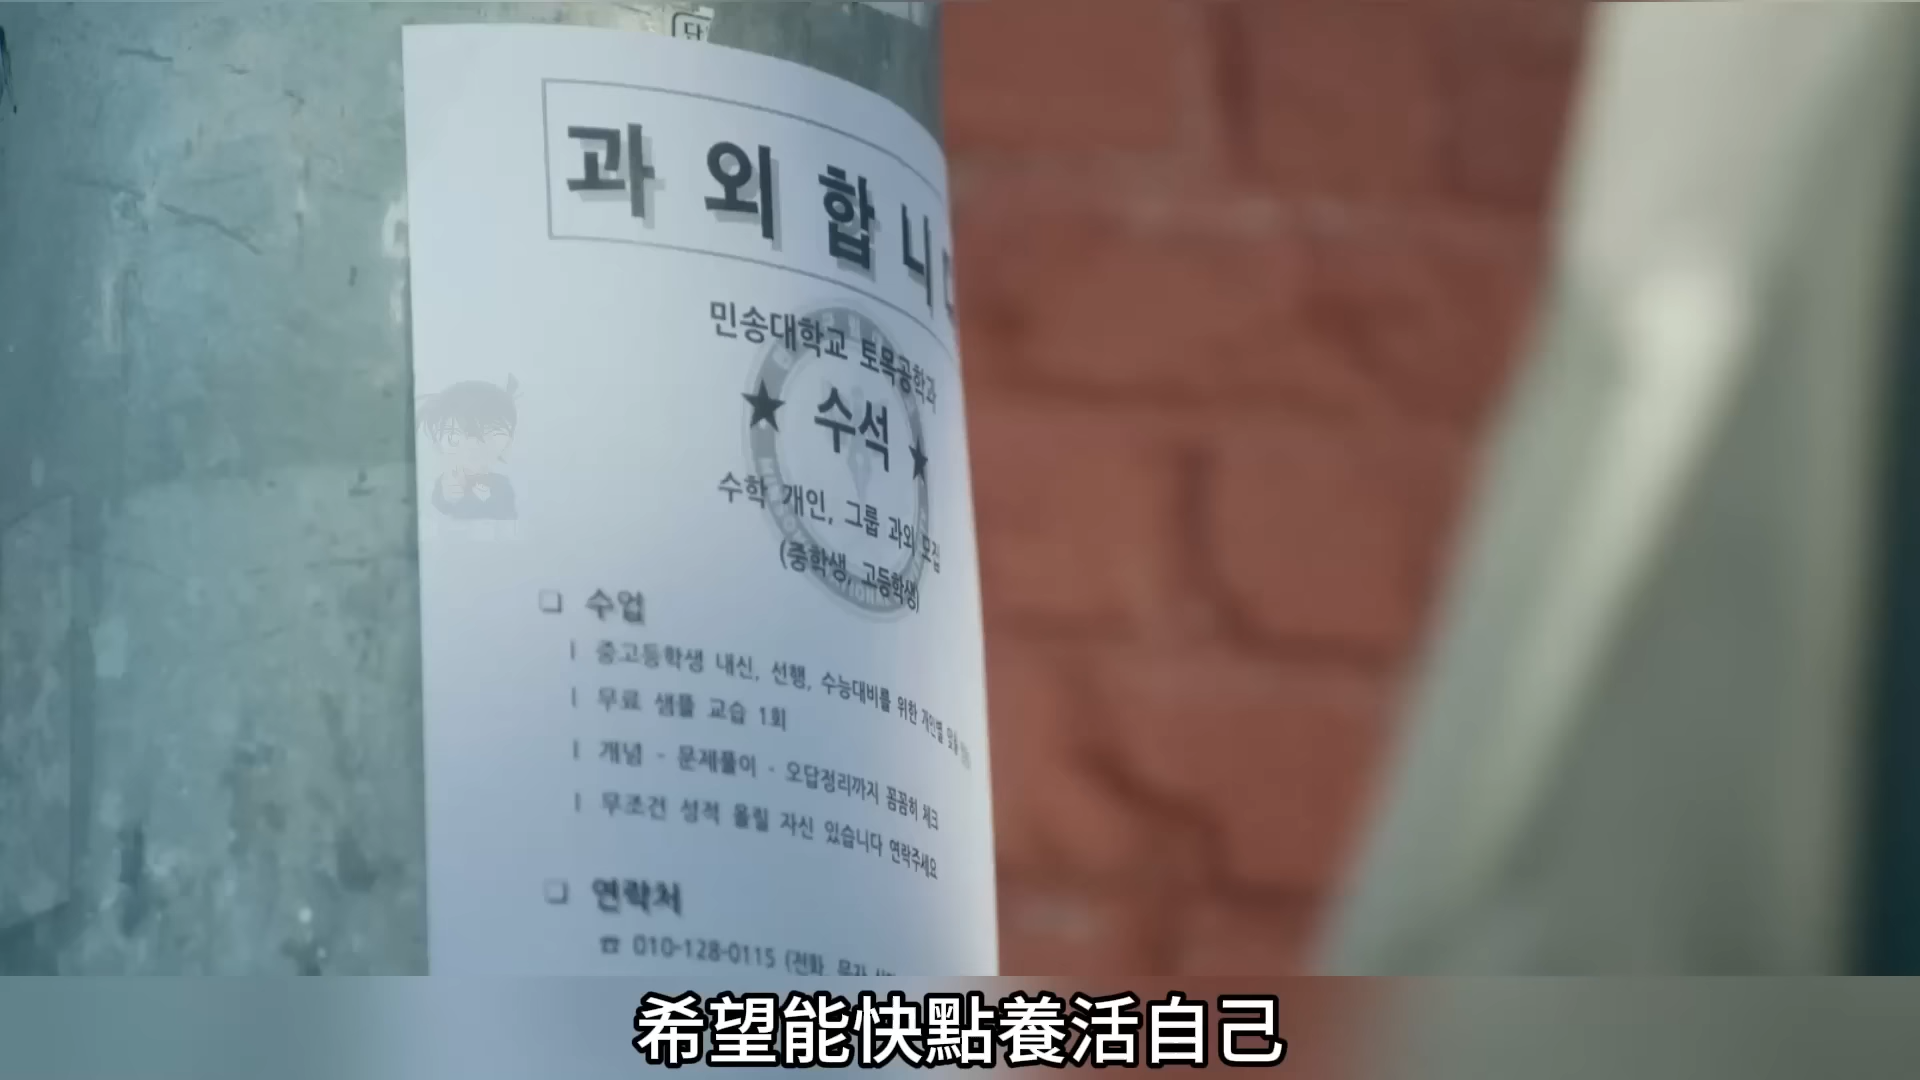 과외합니
민송대학교 토목공학과
★ 수석 ★
수학 개인, 그룹 과외 모집
(중학생, 고등학생)
❏ 수업
l 중고등학생 내신, 선행, 수능대비를 위한 개인별 맞춤
l 무료 샘플 교습 1회
l 개념 - 문제풀이 - 오답정리까지 꼼꼼히 체크
l 무조건 성적 올릴 자신 있습니다 연락주세요
❏ 연락처
☎ 010-128-0115 (전화, 문자
希望能快點養活自己